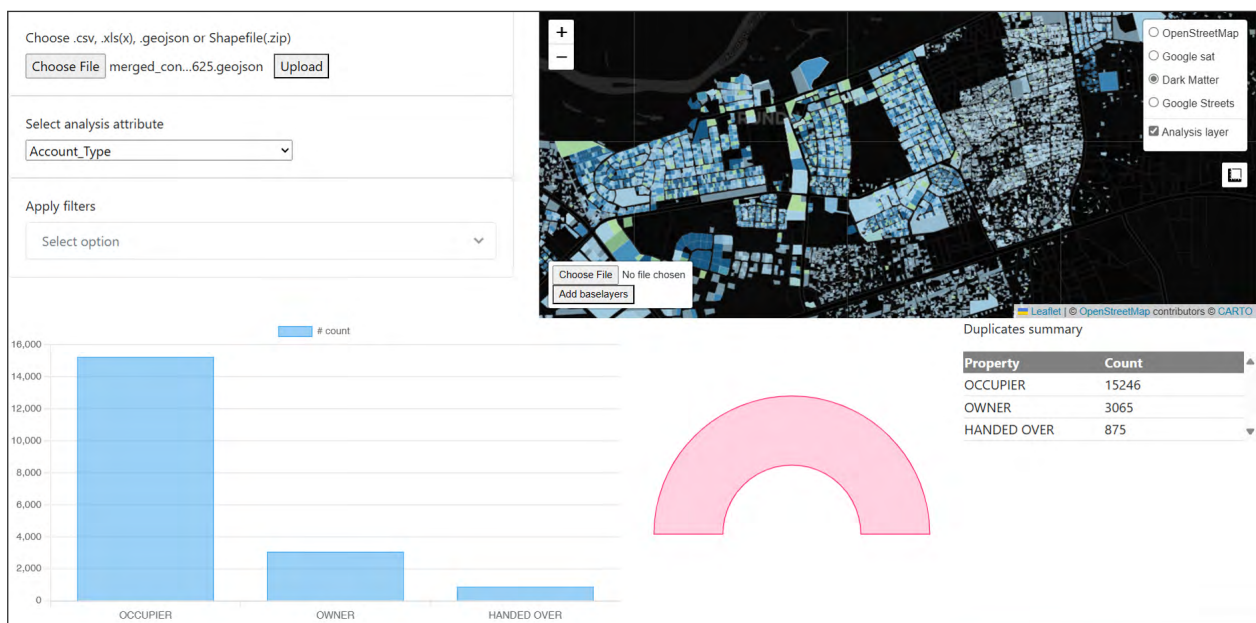 Choose .csv, .xls(x), .geojson or Shapefile(.zip)
Choose File merged_con...625.geojson Upload
Select analysis attribute
Account_Type
Apply filters
Select option
+
−
OpenStreetMap
Google sat
Dark Matter
Google Streets
Analysis layer
Choose File No file chosen
Add baselayers
Leaflet | © OpenStreetMap contributors © CARTO
# count
16,000
14,000
12,000
10,000
8,000
6,000
4,000
2,000
0
OCCUPIER OWNER HANDED OVER
Duplicates summary
Property Count
OCCUPIER 15246
OWNER 3065
HANDED OVER 875